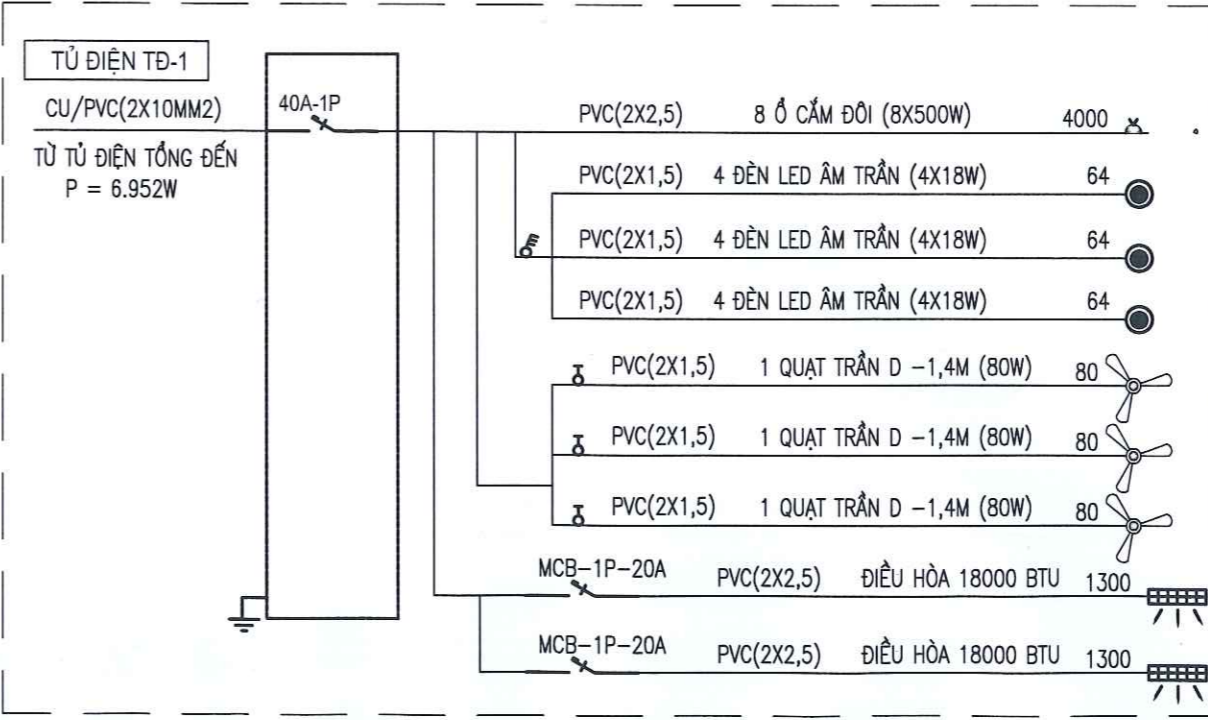 TỦ ĐIỆN TĐ-1
CU/PVC(2X10MM2)
40A-1P
TỪ TỦ ĐIỆN TỔNG ĐẾN
P = 6.952W
PVC(2X2,5) 8 Ổ CẮM ĐÔI (8X500W) 4000
PVC(2X1,5) 4 ĐÈN LED ÂM TRẦN (4X18W) 64
PVC(2X1,5) 4 ĐÈN LED ÂM TRẦN (4X18W) 64
PVC(2X1,5) 4 ĐÈN LED ÂM TRẦN (4X18W) 64
PVC(2X1,5) 1 QUẠT TRẦN D -1,4M (80W) 80
PVC(2X1,5) 1 QUẠT TRẦN D -1,4M (80W) 80
PVC(2X1,5) 1 QUẠT TRẦN D -1,4M (80W) 80
MCB-1P-20A PVC(2X2,5) ĐIỀU HÒA 18000 BTU 1300
MCB-1P-20A PVC(2X2,5) ĐIỀU HÒA 18000 BTU 1300